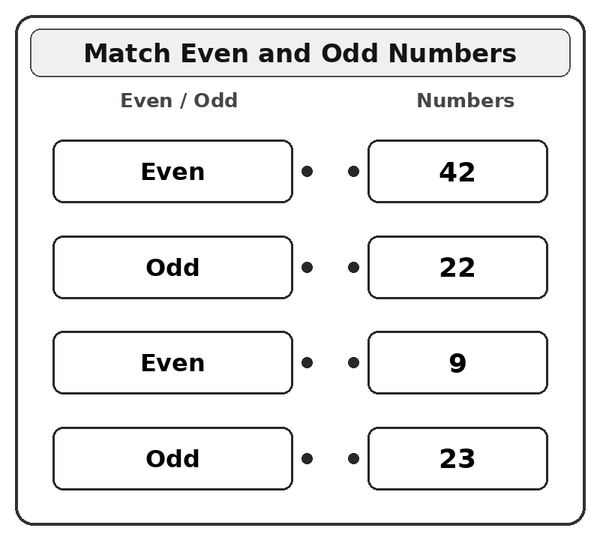 Match Even and Odd Numbers
Even / Odd Numbers
Even 42
Odd 22
Even 9
Odd 23